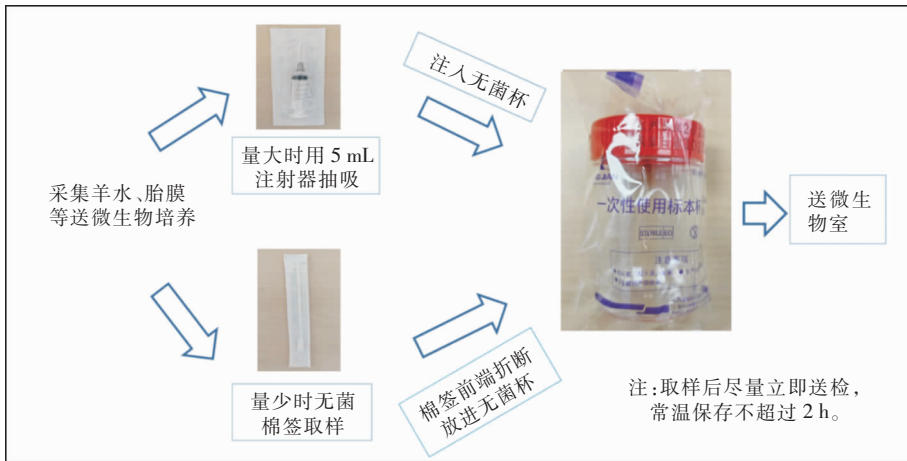 采集羊水、胎膜
等送微生物培养
量大时用 5 mL
注射器抽吸
注入无菌杯
量少时无菌
棉签取样
棉签前端折断
放进无菌杯
一次性使用标本杯
送微生
物室
注:取样后尽量立即送检,
常温保存不超过 2 h。